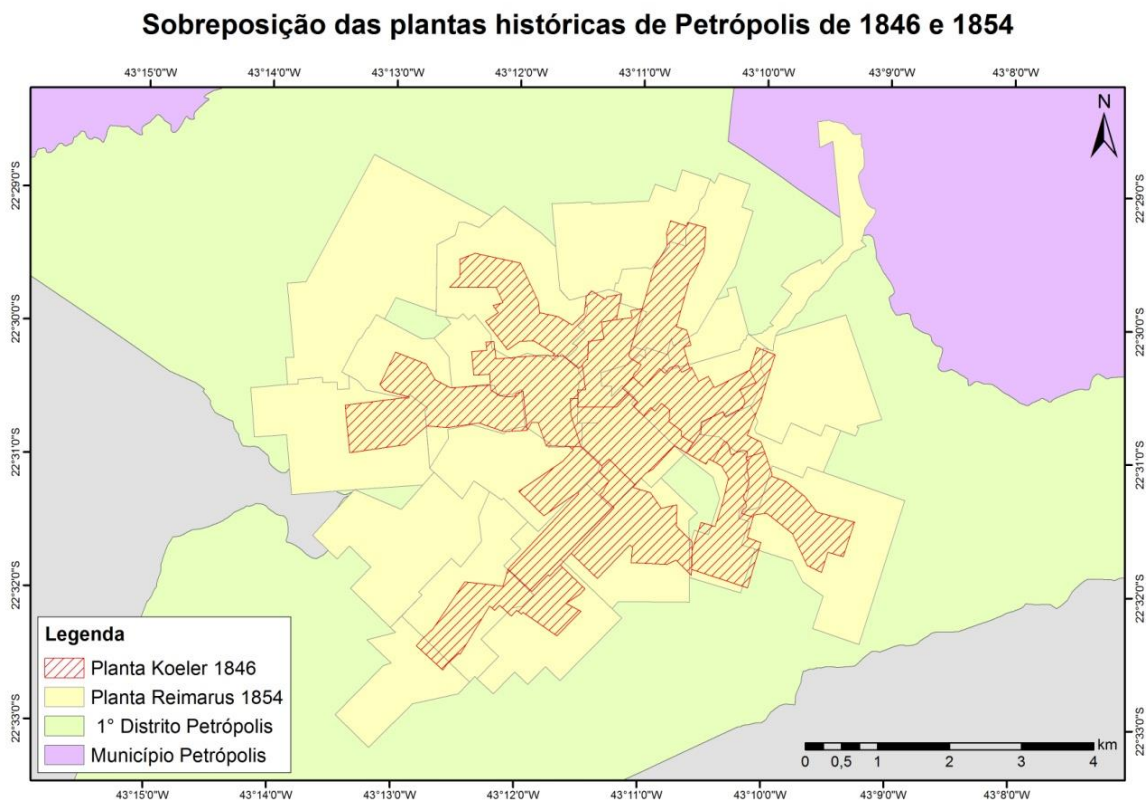 Sobreposição das plantas históricas de Petrópolis de 1846 e 1854
43°15'0"W 43°14'0"W 43°13'0"W 43°12'0"W 43°11'0"W 43°10'0"W 43°9'0"W 43°8'0"W
N
22°29'0"S 22°29'0"S
22°30'0"S 22°30'0"S
22°31'0"S 22°31'0"S
22°32'0"S 22°32'0"S
22°33'0"S 22°33'0"S
Legenda
Planta Koeler 1846
Planta Reimarus 1854
1° Distrito Petrópolis
Município Petrópolis
km
0 0,5 1 2 3 4
43°15'0"W 43°14'0"W 43°13'0"W 43°12'0"W 43°11'0"W 43°10'0"W 43°9'0"W 43°8'0"W